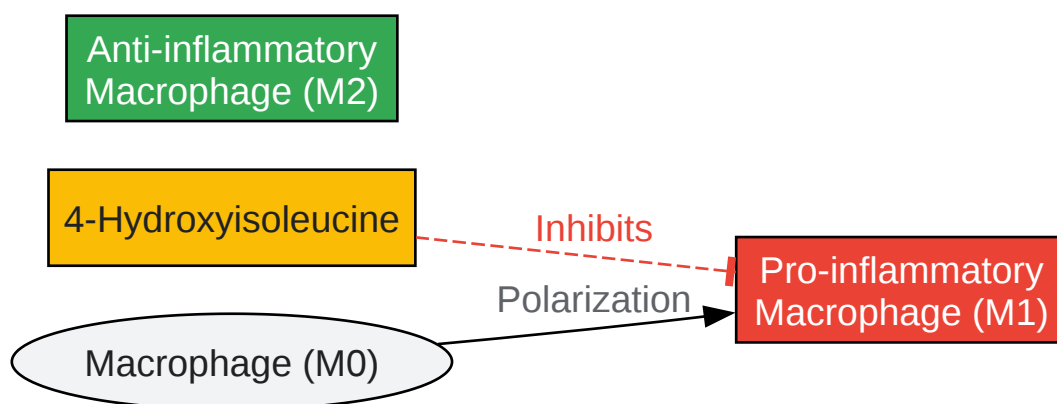 Anti-inflammatory
Macrophage (M2)
4-Hydroxyisoleucine
Inhibits
Pro-inflammatory
Macrophage (M1)
Polarization
Macrophage (M0)